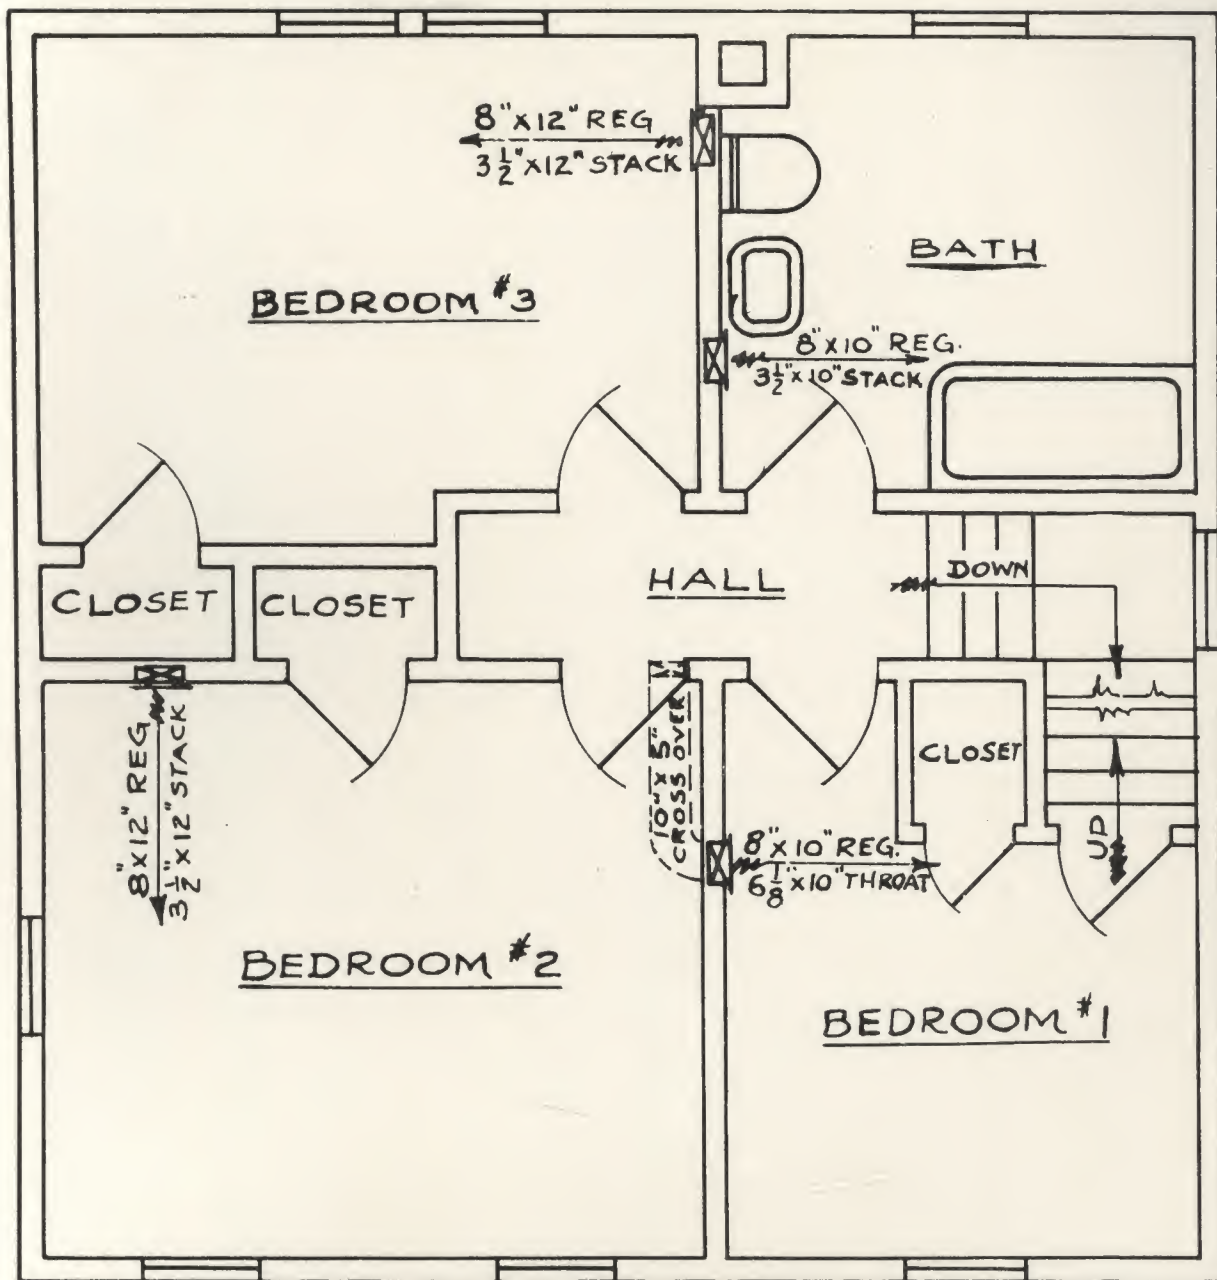 8"x12" REG
3 1/2"x12" STACK
BATH
BEDROOM #3
8"x10" REG.
3 1/2"x10" STACK
DOWN
HALL
CLOSET
CLOSET
8"x12" REG
3 1/2"x12" STACK
10"x5"
CROSS OVER
CLOSET
UP
8"x10" REG.
6 1/8"x10" THROAT
BEDROOM #2
BEDROOM #1